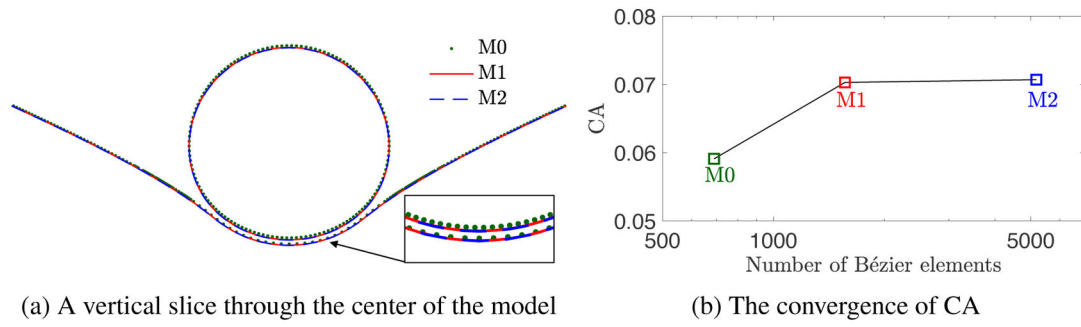 M0
M1
M2
(a) A vertical slice through the center of the model
0.08
0.07
0.06
0.05
CA
M0
M1
M2
500
1000
5000
Number of Bézier elements
(b) The convergence of CA